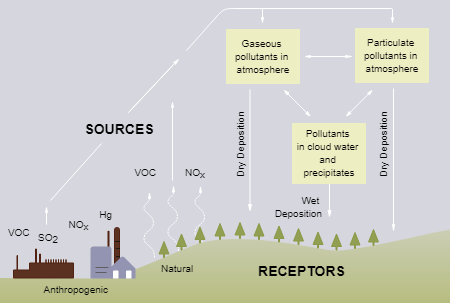 Gaseous
pollutants in
atmosphere
Particulate
pollutants in
atmosphere
SOURCES
Dry Deposition
Pollutants
in cloud water
and
precipitates
Dry Deposition
VOC
NOx
Wet
Deposition
VOC
SO2
NOx
Hg
Natural
RECEPTORS
Anthropogenic